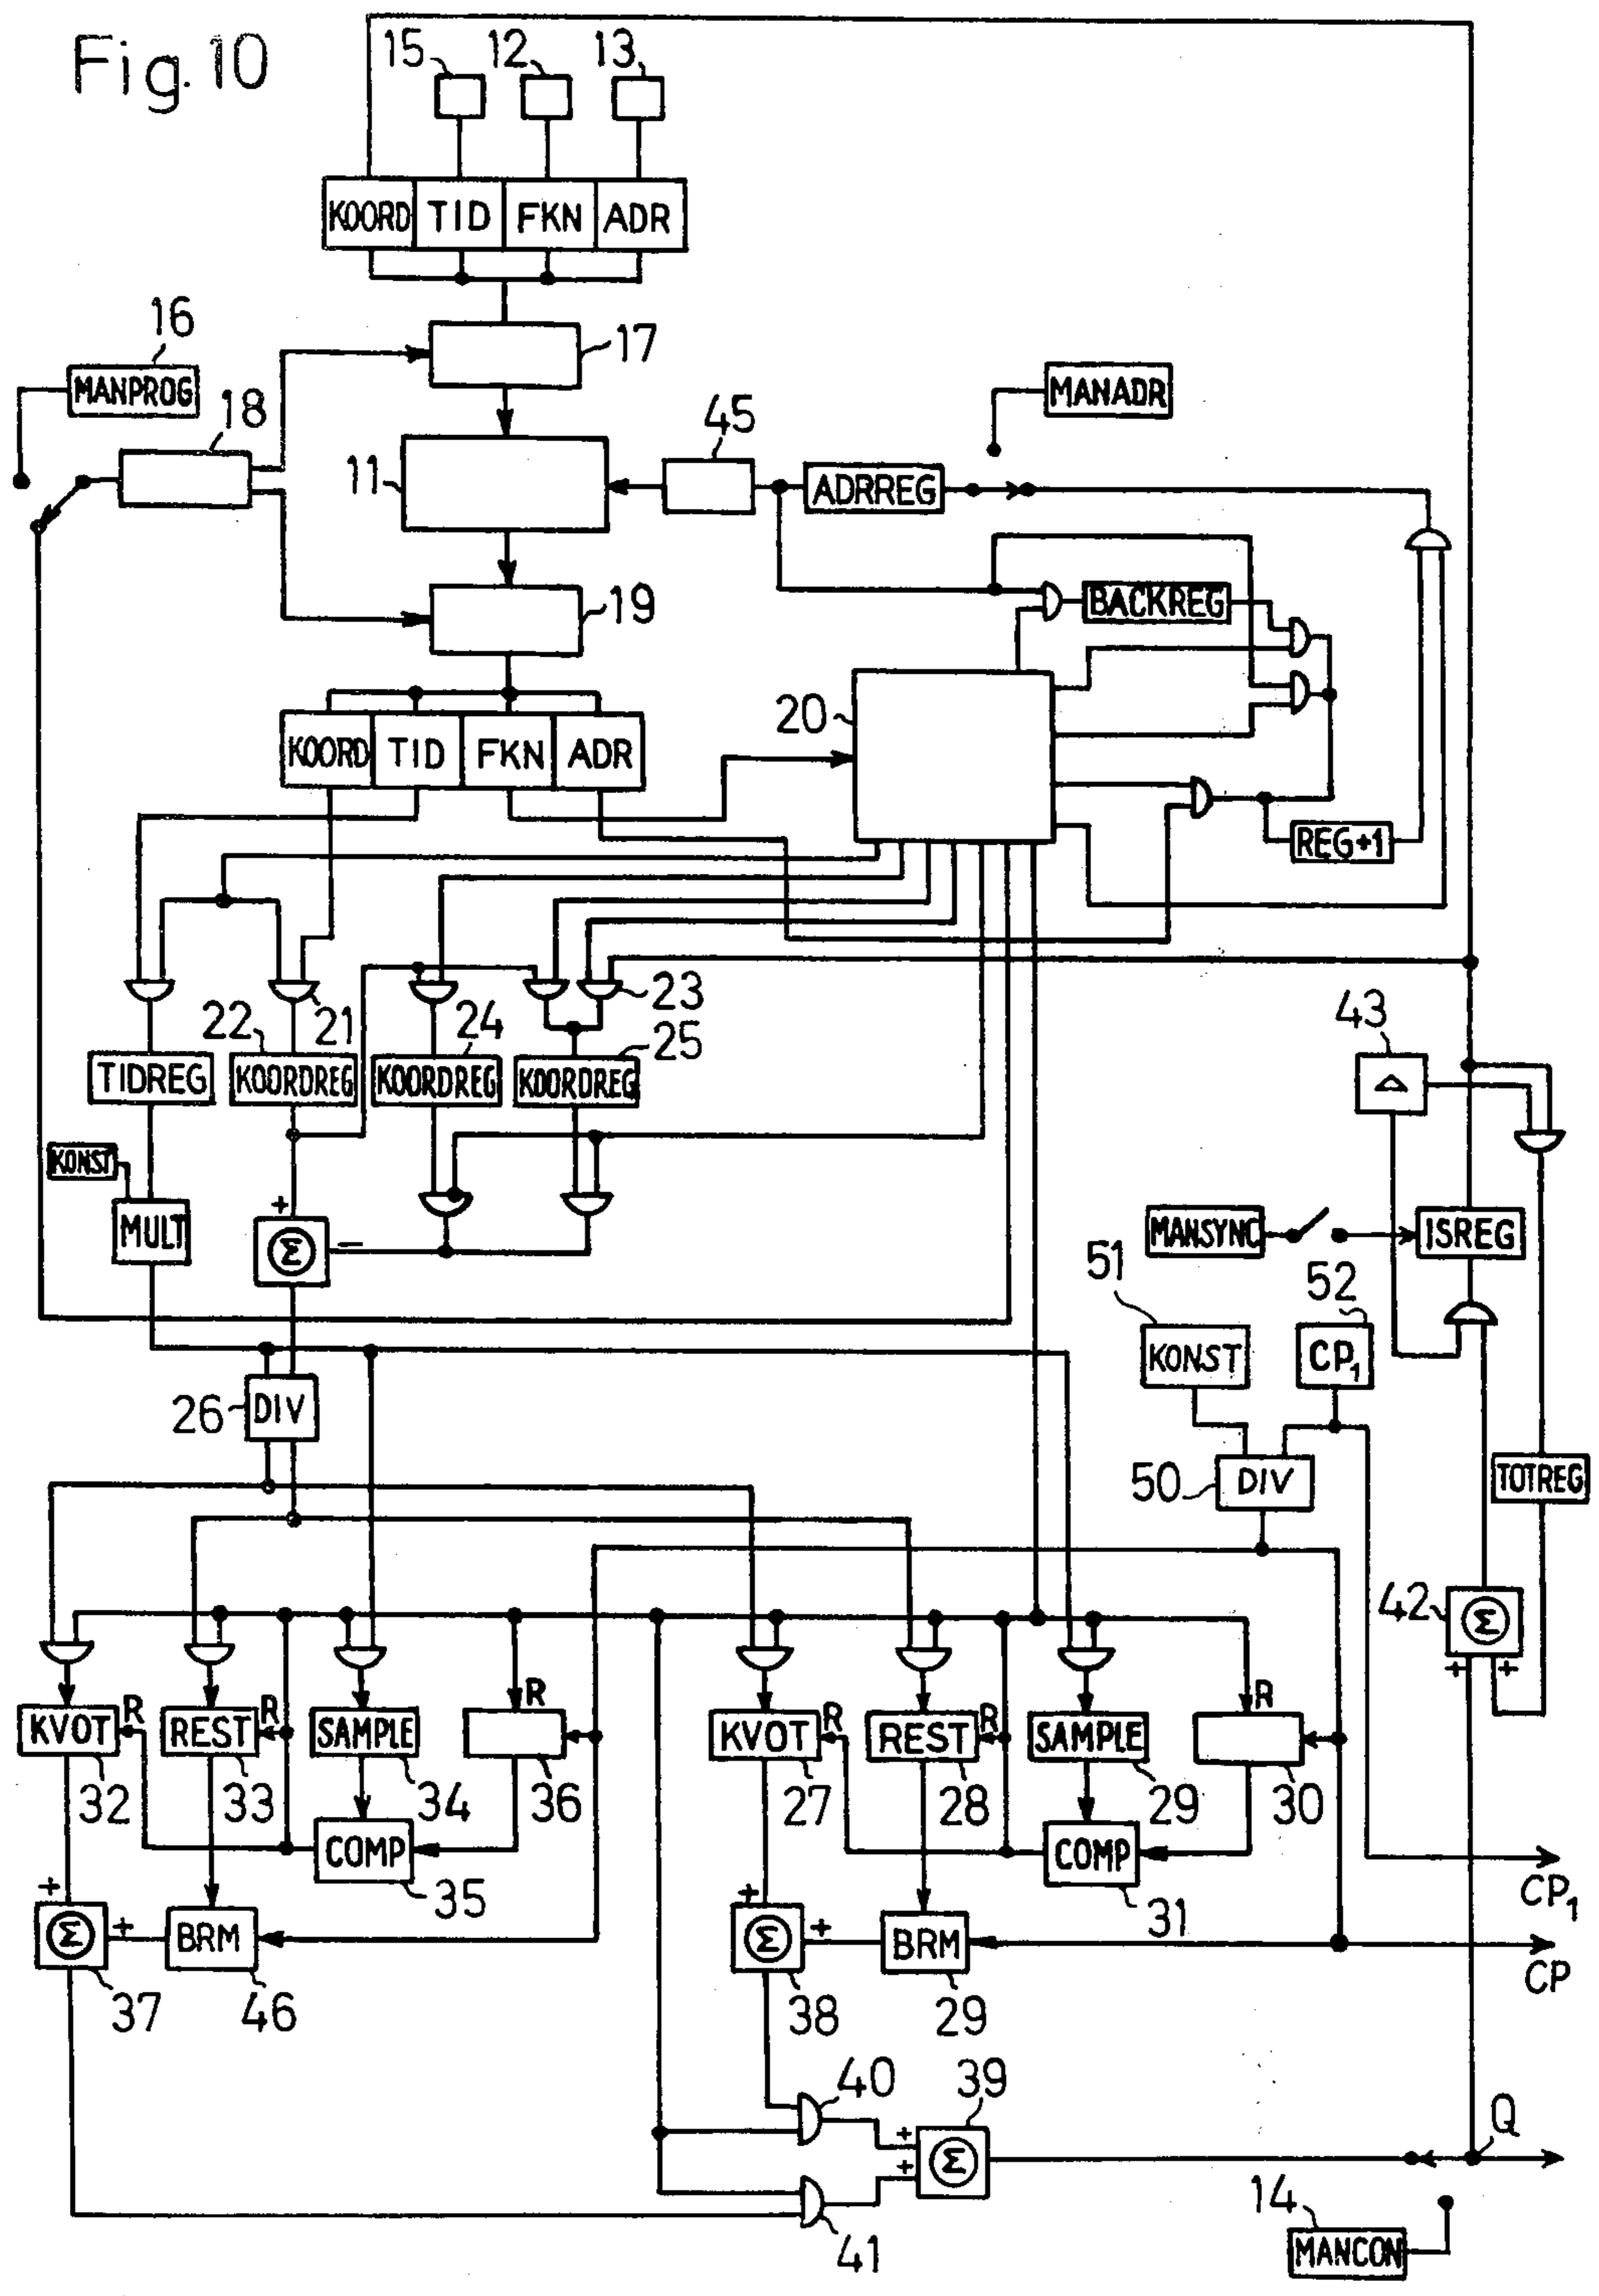 Fig. 10
15 12 13
KOORD TID FKN ADR
16
17
MANPROG
MANADR
18
45
11
ADRREG
19
BACKREG
20
KOORD TID FKN ADR
REG+1
23
22 21 24 25
43
TIDREG KOORDREG KOORDREG KOORDREG
Δ
KONST
+
MULT
Σ
−
MANSYNC
ISREG
51
52
KONST
CP1
26
DIV
50
DIV
TOTREG
42
Σ
+ +
R R R R R R
KVOT REST SAMPLE
KVOT REST SAMPLE
32 33 34 36
27 28 29 30
COMP
COMP
35
31
CP1
+
Σ
+
BRM
+
Σ
+
BRM
CP
37
46
38
29
40
39
Q
+
+
Σ
41
14
MANCON